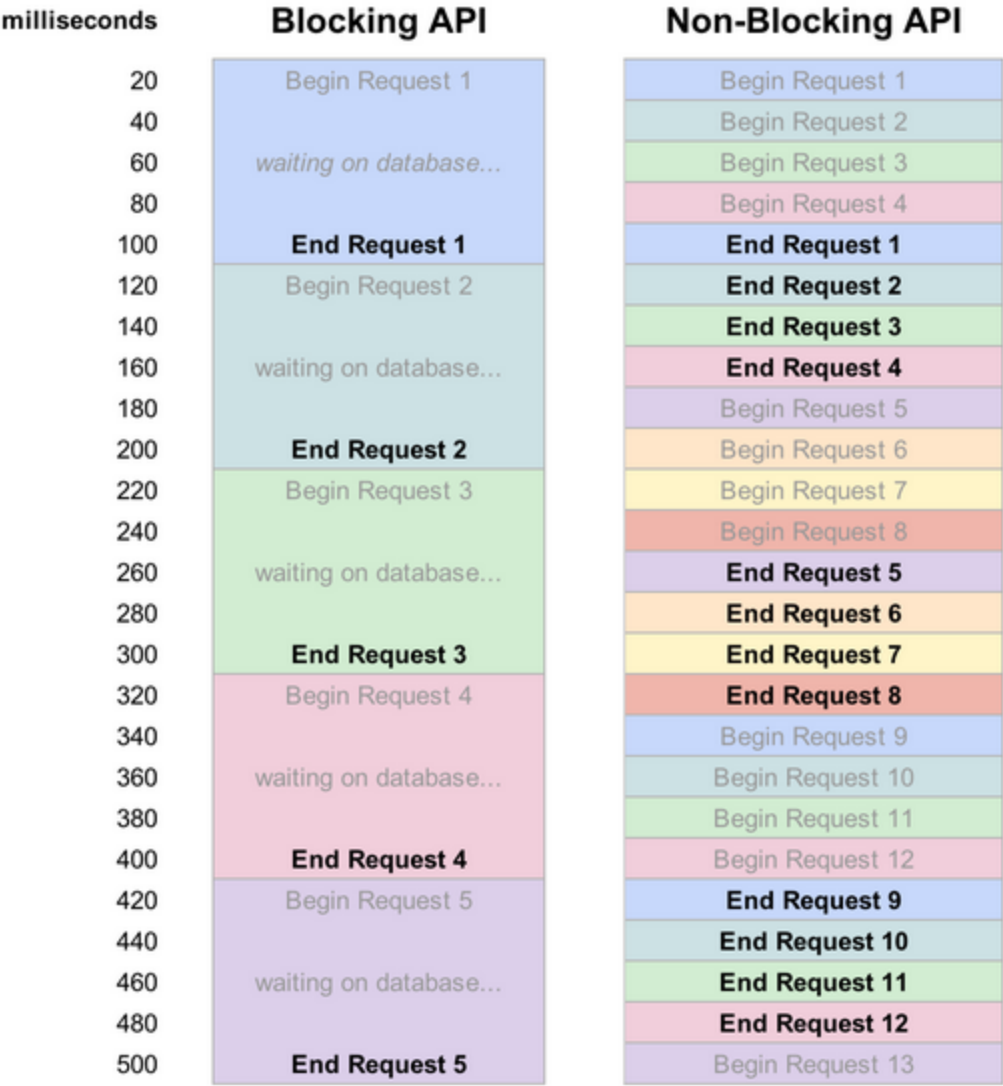 milliseconds Blocking API Non-Blocking API
20 Begin Request 1 Begin Request 1
40 Begin Request 2
60 waiting on database... Begin Request 3
80 Begin Request 4
100 End Request 1 End Request 1
120 Begin Request 2 End Request 2
140 End Request 3
160 waiting on database... End Request 4
180 Begin Request 5
200 End Request 2 Begin Request 6
220 Begin Request 3 Begin Request 7
240 Begin Request 8
260 waiting on database... End Request 5
280 End Request 6
300 End Request 3 End Request 7
320 Begin Request 4 End Request 8
340 Begin Request 9
360 waiting on database... Begin Request 10
380 Begin Request 11
400 End Request 4 Begin Request 12
420 Begin Request 5 End Request 9
440 End Request 10
460 waiting on database... End Request 11
480 End Request 12
500 End Request 5 Begin Request 13